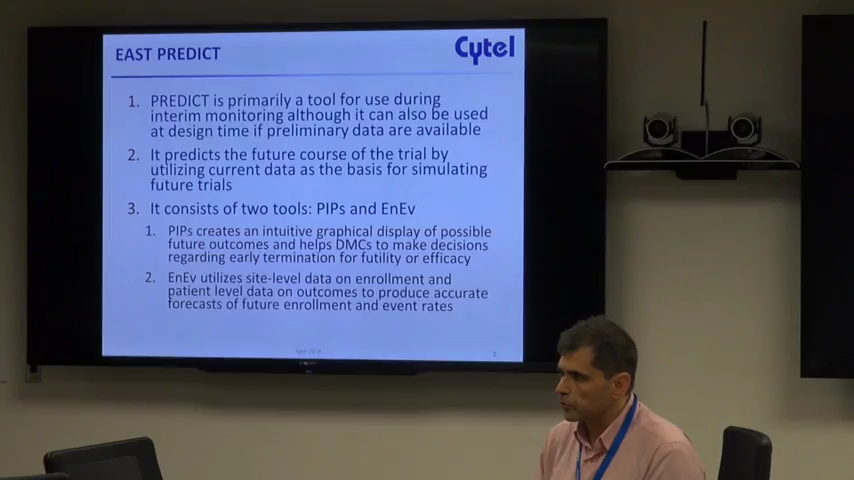 EAST PREDICT
Cytel
1. PREDICT is primarily a tool for use during
interim monitoring although it can also be used
at design time if preliminary data are available
2. It predicts the future course of the trial by
utilizing current data as the basis for simulating
future trials
3. It consists of two tools: PIPs and EnEv
1. PIPs creates an intuitive graphical display of possible
future outcomes and helps DMCs to make decisions
regarding early termination for futility or efficacy
2. EnEv utilizes site-level data on enrollment and
patient level data on outcomes to produce accurate
forecasts of future enrollment and event rates
2